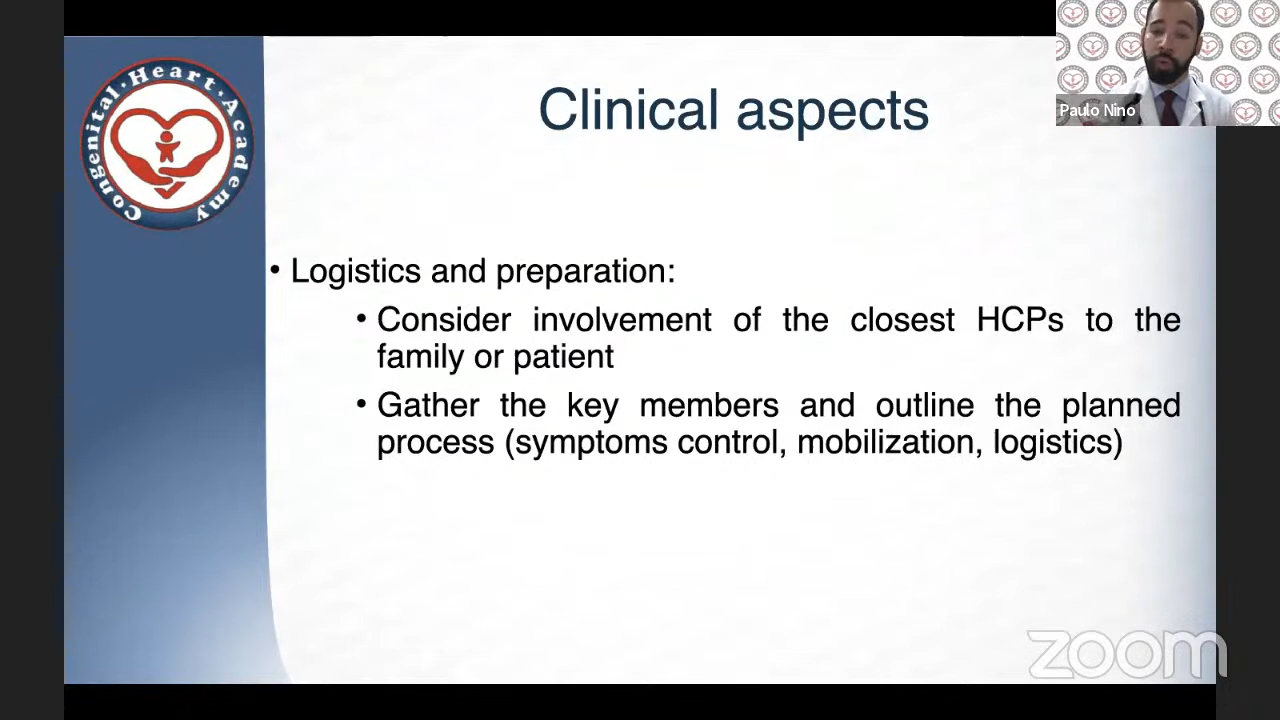 Congenital · Heart · Academy
Paulo Nino
Clinical aspects
• Logistics and preparation:
• Consider involvement of the closest HCPs to the
family or patient
• Gather the key members and outline the planned
process (symptoms control, mobilization, logistics)
zoom